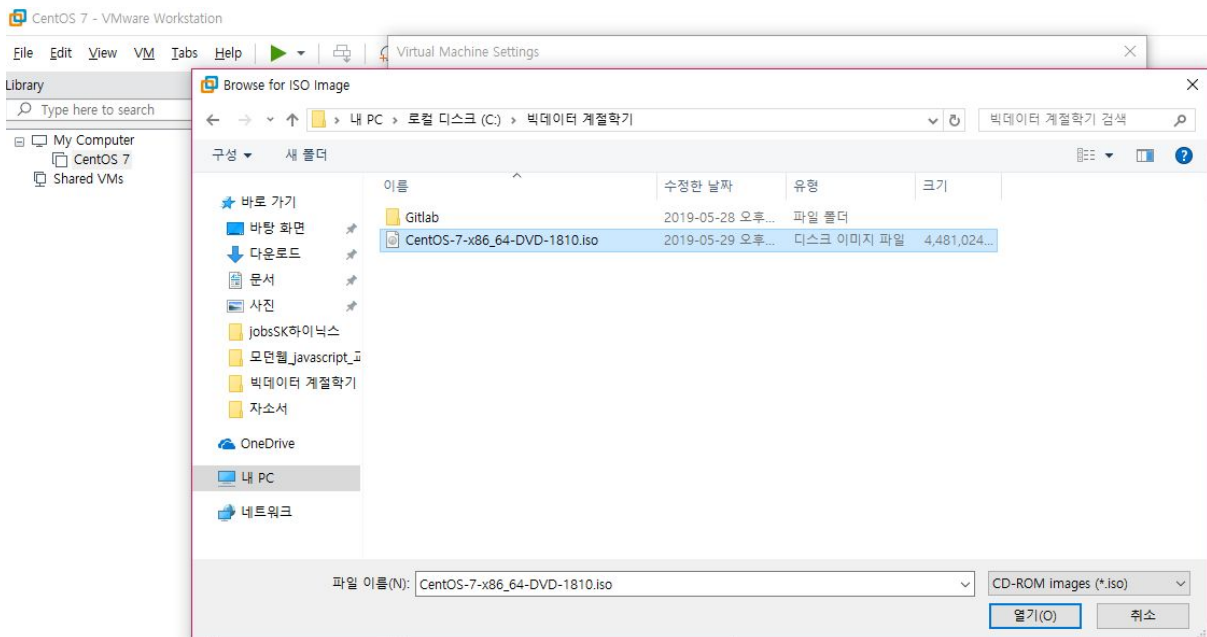 CentOS 7 - VMware Workstation
File Edit View VM Tabs Help
Virtual Machine Settings
Library
Type here to search
My Computer
CentOS 7
Shared VMs
Browse for ISO Image
내 PC › 로컬 디스크 (C:) › 빅데이터 계절학기
빅데이터 계절학기 검색
구성 새 폴더
이름 수정한 날짜 유형 크기
Gitlab 2019-05-28 오후... 파일 폴더
CentOS-7-x86_64-DVD-1810.iso 2019-05-29 오후... 디스크 이미지 파일 4,481,024...
바로 가기
바탕 화면
다운로드
문서
사진
jobsSK하이닉스
모던웹_javascript_
빅데이터 계절학기
자소서
OneDrive
내 PC
네트워크
파일 이름(N): CentOS-7-x86_64-DVD-1810.iso
CD-ROM images (*.iso)
열기(O) 취소